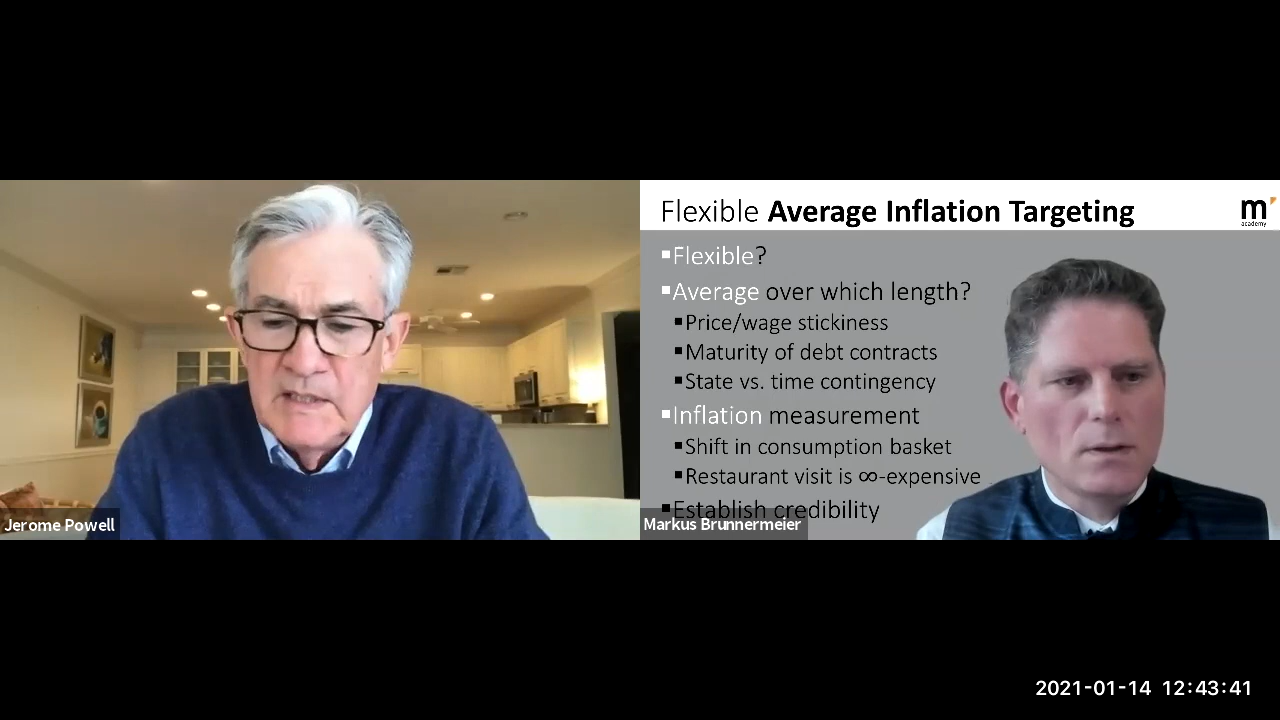 Flexible Average Inflation Targeting
m'
academy
▪Flexible?
▪Average over which length?
▪Price/wage stickiness
▪Maturity of debt contracts
▪State vs. time contingency
▪Inflation measurement
▪Shift in consumption basket
▪Restaurant visit is ∞-expensive
▪Establish credibility
Jerome Powell
Markus Brunnermeier
2021-01-14 12:43:41